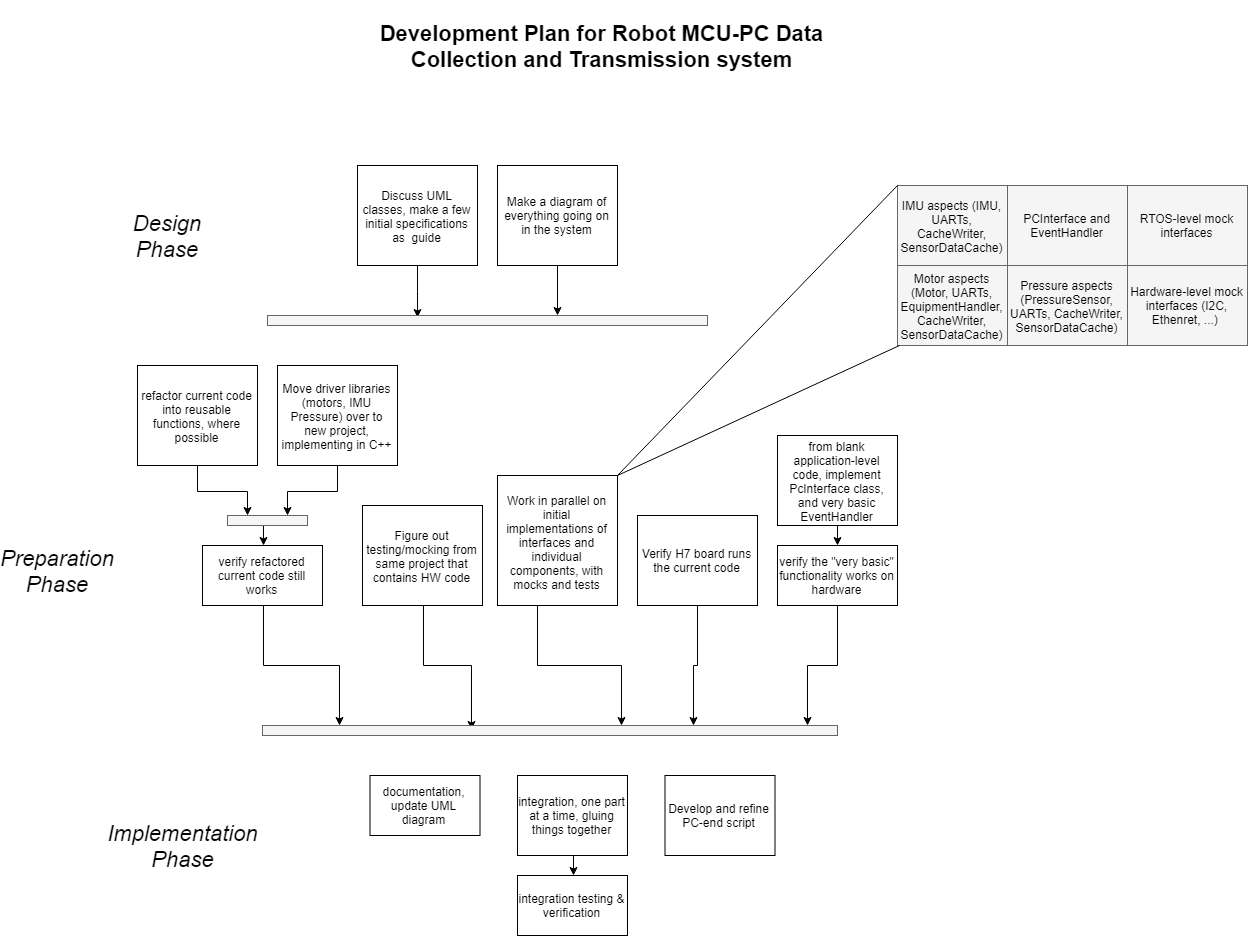 Development Plan for Robot MCU-PC Data
Collection and Transmission system
Design
Phase
Discuss UML
classes, make a few
initial specifications
as guide
Make a diagram of
everything going on
in the system
IMU aspects (IMU,
UARTs,
CacheWriter,
SensorDataCache)
PCInterface and
EventHandler
RTOS-level mock
interfaces
Motor aspects
(Motor, UARTs,
EquipmentHandler,
CacheWriter,
SensorDataCache)
Pressure aspects
(PressureSensor,
UARTs, CacheWriter,
SensorDataCache)
Hardware-level mock
interfaces (I2C,
Ethenret, ...)
Preparation
Phase
refactor current code
into reusable
functions, where
possible
Move driver libraries
(motors, IMU
Pressure) over to
new project,
implementing in C++
verify refactored
current code still
works
Figure out
testing/mocking from
same project that
contains HW code
Work in parallel on
initial
implementations of
interfaces and
individual
components, with
mocks and tests
Verify H7 board runs
the current code
from blank
application-level
code, implement
PcInterface class,
and very basic
EventHandler
verify the "very basic"
functionality works on
hardware
Implementation
Phase
documentation,
update UML
diagram
integration, one part
at a time, gluing
things together
Develop and refine
PC-end script
integration testing &
verification